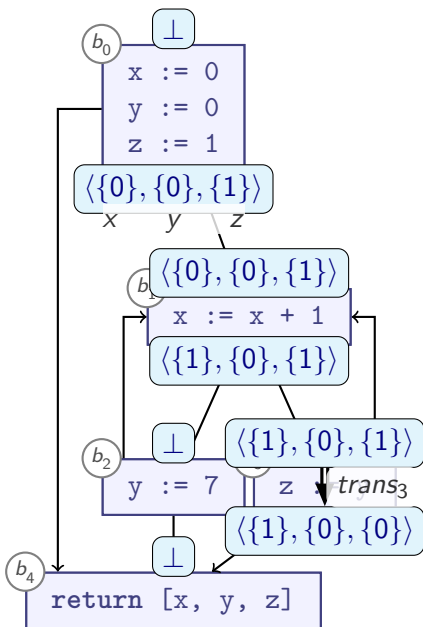 b0
⊥
x := 0
y := 0
z := 1
⟨{0}, {0}, {1}⟩
x y z
⟨{0}, {0}, {1}⟩
b1
x := x + 1
⟨{1}, {0}, {1}⟩
⊥
⟨{1}, {0}, {1}⟩
b2
y := 7
z :=
trans3
⟨{1}, {0}, {0}⟩
⊥
b4
return [x, y, z]